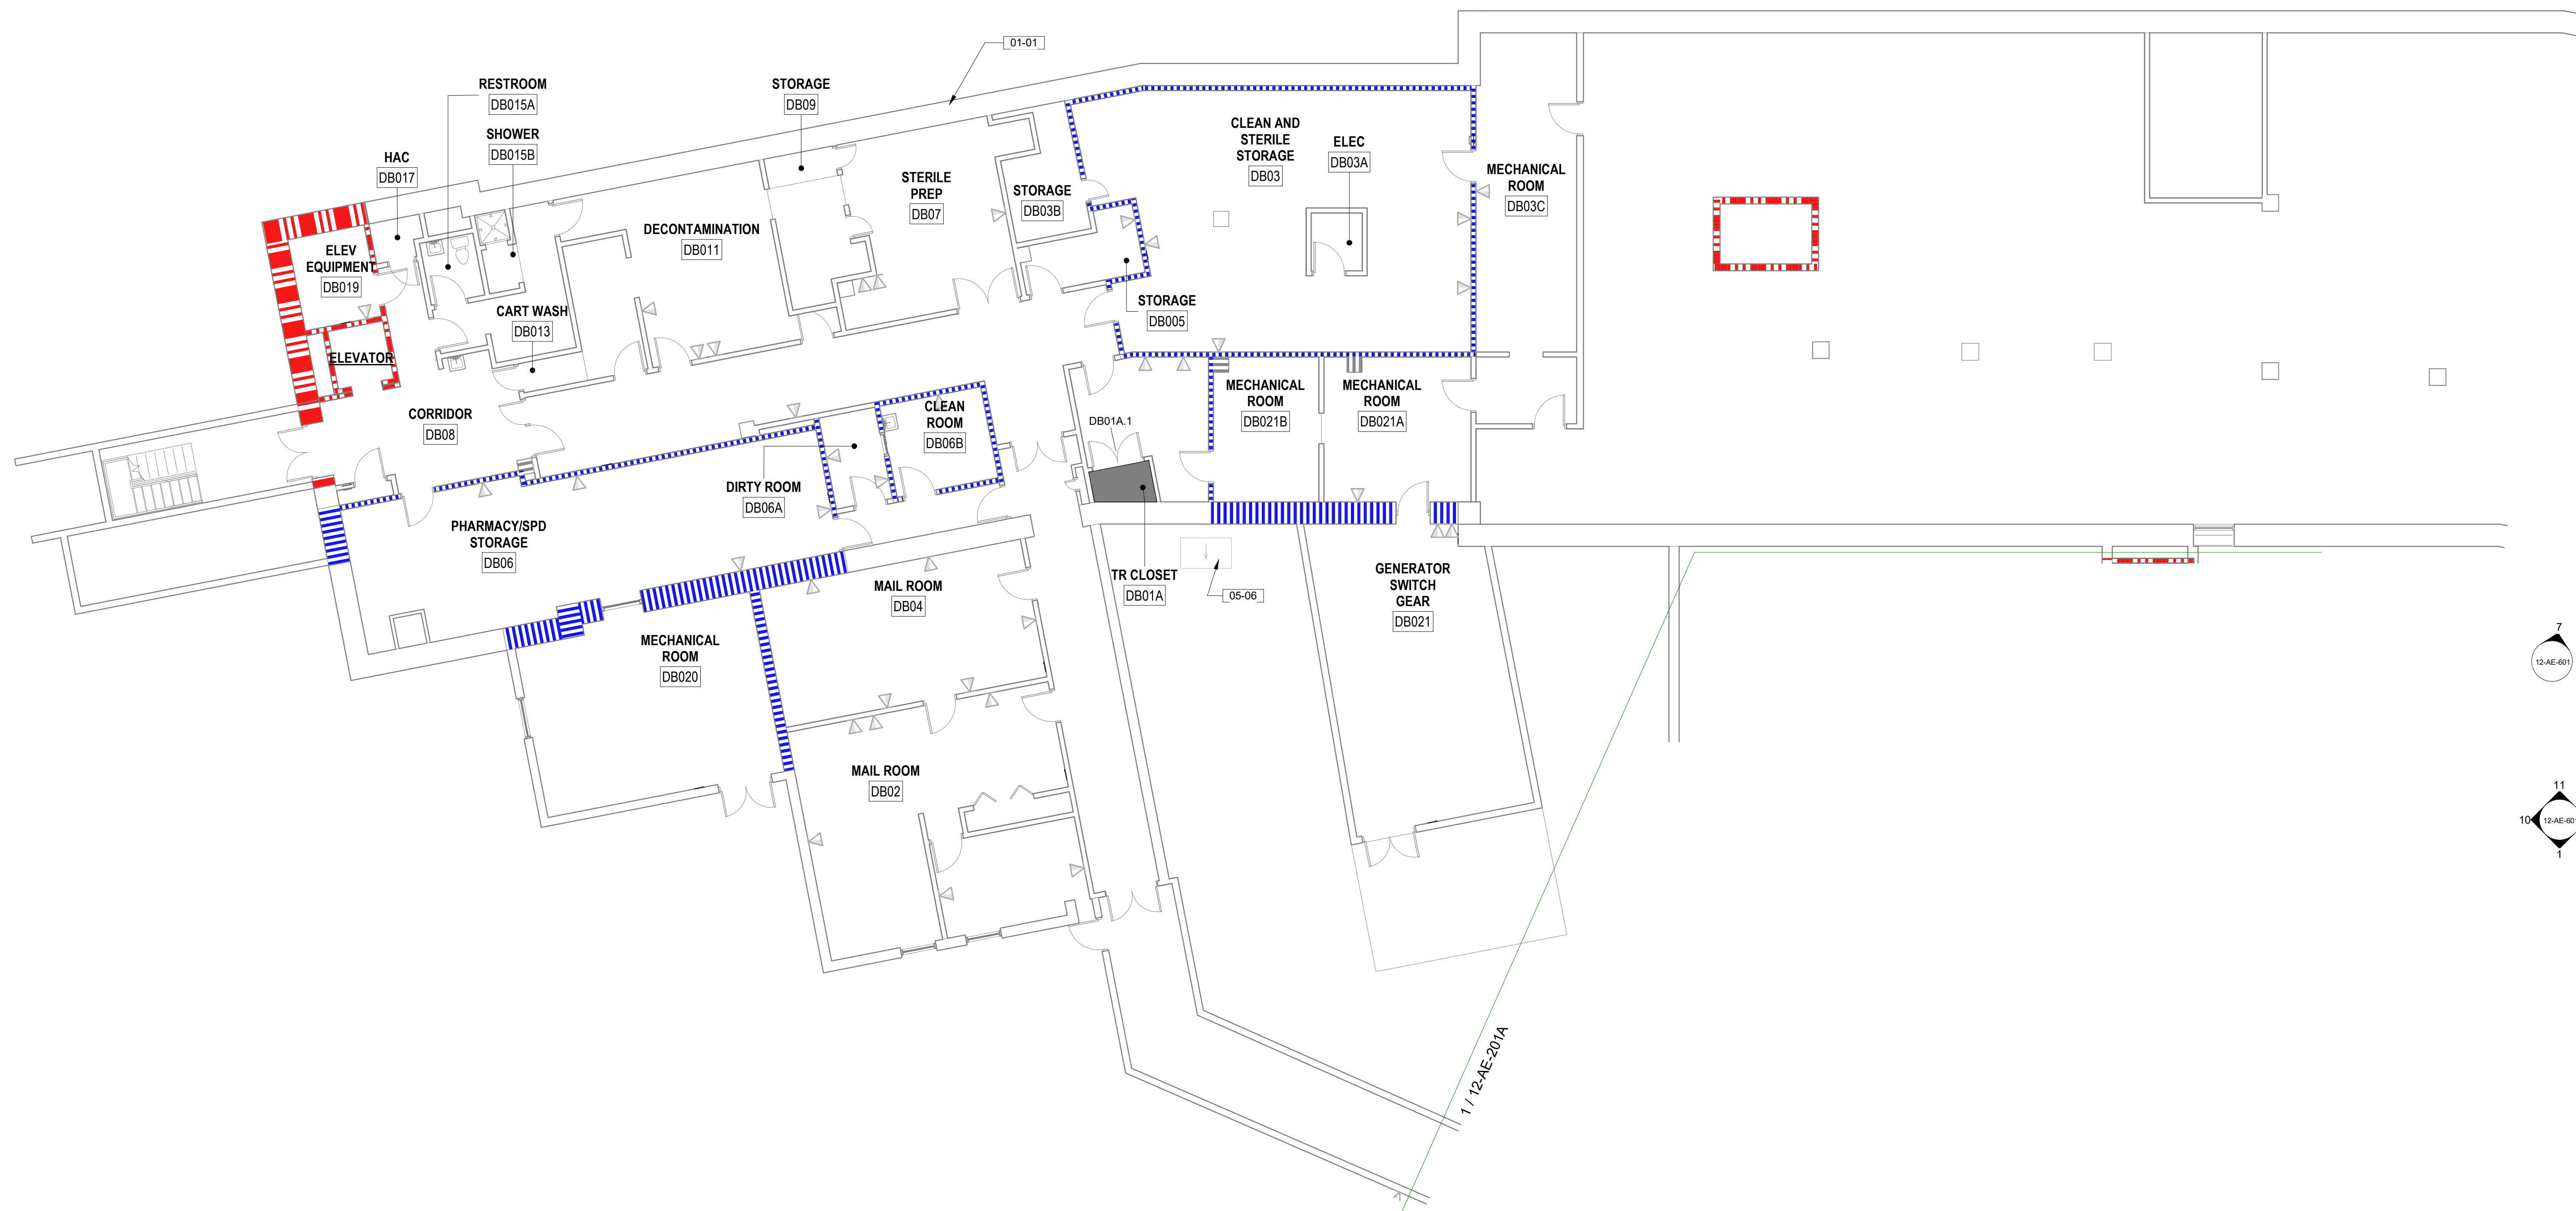 01-01
RESTROOM
DB015A
STORAGE
DB09
SHOWER
DB015B
HAC
DB017
CLEAN AND
STERILE
STORAGE
DB03
ELEC
DB03A
MECHANICAL
ROOM
DB03C
STERILE
PREP
DB07
STORAGE
DB03B
DECONTAMINATION
DB011
ELEV
EQUIPMENT
DB019
STORAGE
DB005
CART WASH
DB013
ELEVATOR
MECHANICAL
ROOM
DB021B
MECHANICAL
ROOM
DB021A
CORRIDOR
DB08
CLEAN
ROOM
DB06B
DB01A.1
DIRTY ROOM
DB06A
PHARMACY/SPD
STORAGE
DB06
TR CLOSET
DB01A
05-06
MAIL ROOM
DB04
GENERATOR
SWITCH
GEAR
DB021
MECHANICAL
ROOM
DB020
7
12-AE-601
MAIL ROOM
DB02
11
10
12-AE-60
1
1 / 12-AE-201A